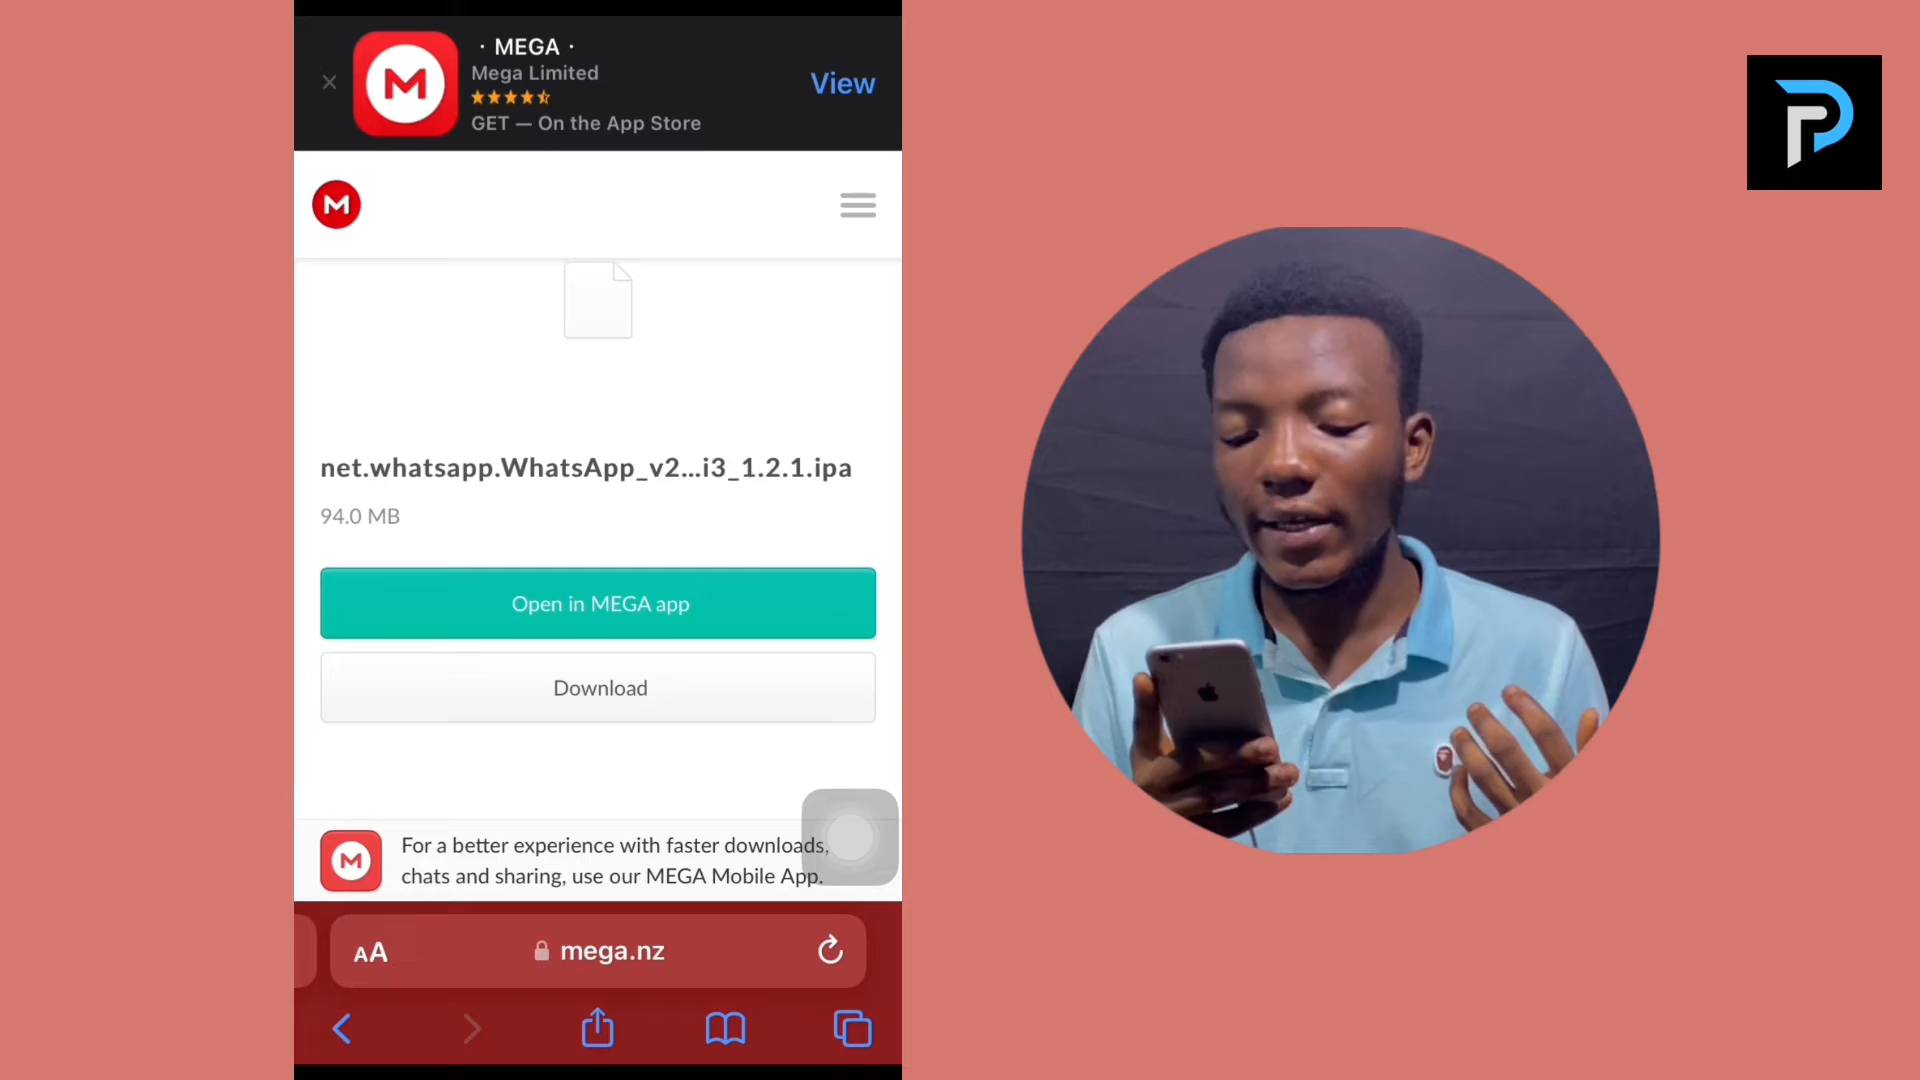 · MEGA ·
Mega Limited
GET — On the App Store
View
net.whatsapp.WhatsApp_v2...i3_1.2.1.ipa
94.0 MB
Open in MEGA app
Download
For a better experience with faster downloads,
chats and sharing, use our MEGA Mobile App.
AA
mega.nz